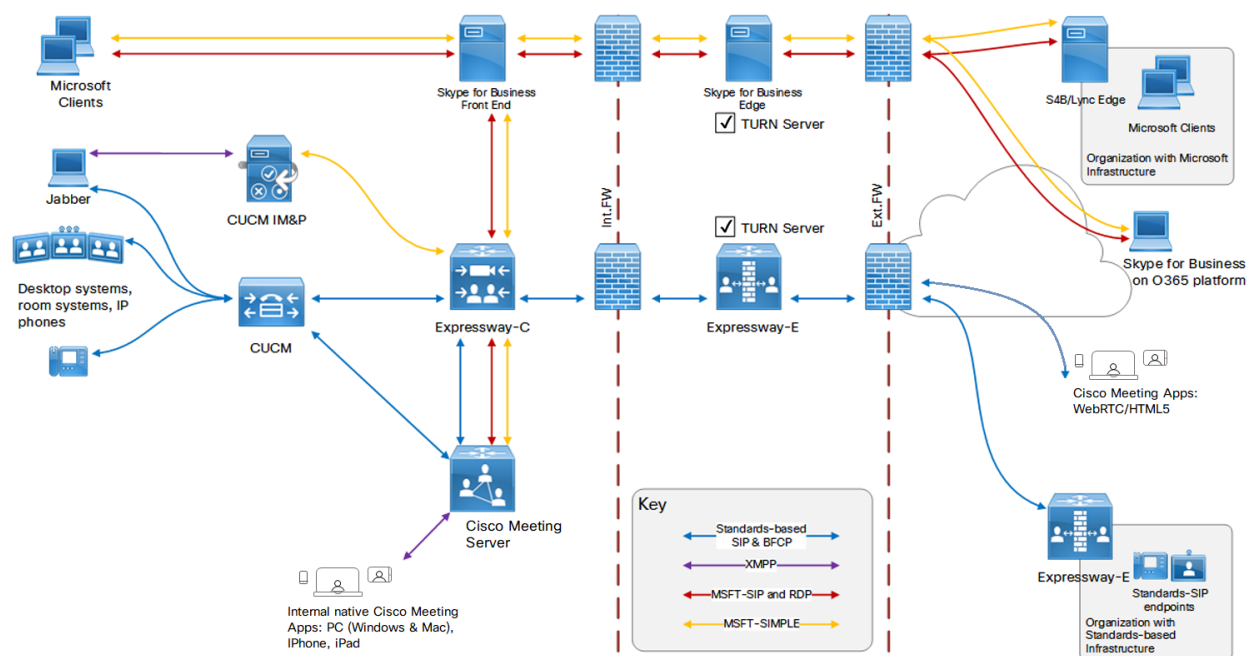 Microsoft
Clients
Skype for Business
Front End
Skype for Business
Edge
TURN Server
S4B/Lync Edge
Microsoft Clients
Organization with Microsoft
Infrastructure
Jabber
CUCM IM&P
Int.FW
Ext.FW
TURN Server
Skype for Business
on O365 platform
Desktop systems,
room systems, IP
phones
CUCM
Expressway-C
Expressway-E
Cisco Meeting Apps:
WebRTC/HTML5
Cisco Meeting
Server
Internal native Cisco Meeting
Apps: PC (Windows & Mac),
IPhone, iPad
Key
Standards-based
SIP & BFCP
XMPP
MSFT-SIP and RDP
MSFT-SIMPLE
Expressway-E
Standards-SIP
endpoints
Organization with
Standards-based
Infrastructure